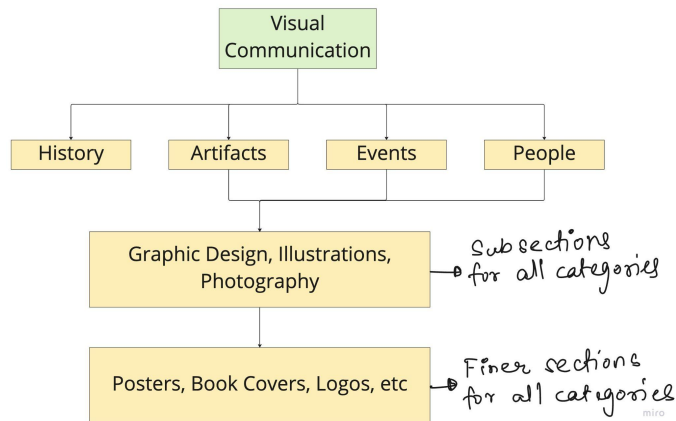 Visual
Communication
History
Artifacts
Events
People
Graphic Design, Illustrations,
Photography
Subsections
for all categories
Posters, Book Covers, Logos, etc
Finer sections
for all categories
miro